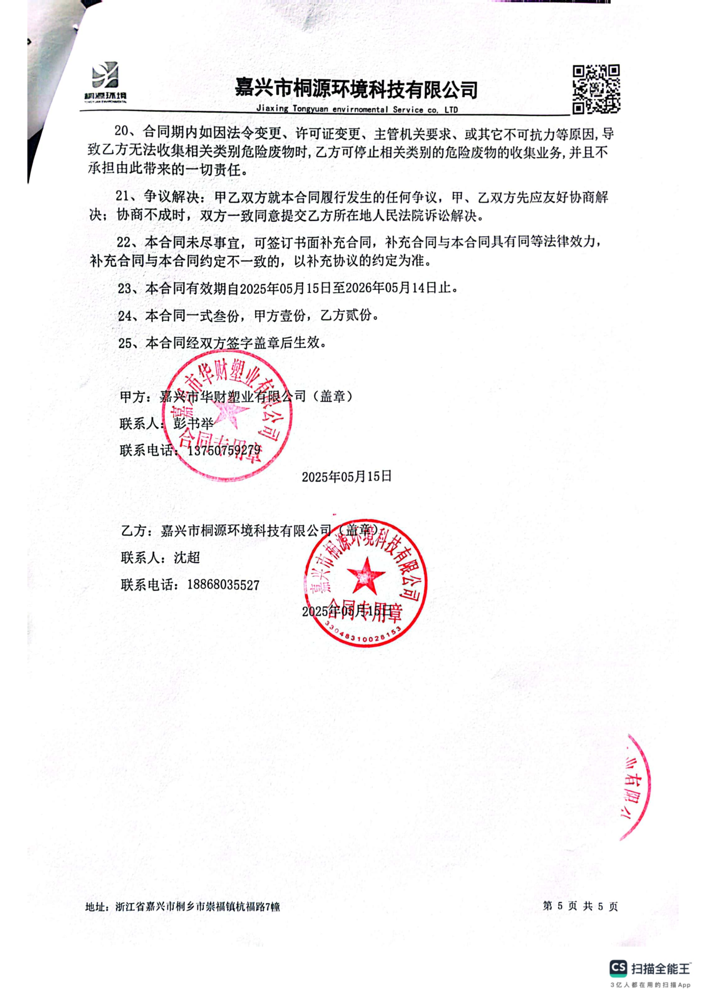 桐源环境
TONGYUAN ENVIRONMENTAL
嘉兴市桐源环境科技有限公司
Jiaxing Tongyuan envirnomental Service co, LTD
20、合同期内如因法令变更、许可证变更、主管机关要求、或其它不可抗力等原因,导
致乙方无法收集相关类别危险废物时,乙方可停止相关类别的危险废物的收集业务,并且不
承担由此带来的一切责任。
21、争议解决：甲乙双方就本合同履行发生的任何争议，甲、乙双方先应友好协商解
决；协商不成时，双方一致同意提交乙方所在地人民法院诉讼解决。
22、本合同未尽事宜，可签订书面补充合同，补充合同与本合同具有同等法律效力，
补充合同与本合同约定不一致的，以补充协议的约定为准。
23、本合同有效期自2025年05月15日至2026年05月14日止。
24、本合同一式叁份，甲方壹份，乙方贰份。
25、本合同经双方签字盖章后生效。
嘉兴市华财塑业有限公司
合同专用章
甲方：嘉兴市华财塑业有限公司（盖章）
联系人：彭书举
联系电话：13750759279
2025年05月15日
乙方：嘉兴市桐源环境科技有限公司（盖章）
联系人：沈超
联系电话：18868035527
2025年05月15日
嘉兴市桐源环境科技有限公司
合同专用章
33048310028153
业有限公
地址：浙江省嘉兴市桐乡市崇福镇杭福路7幢
第 5 页 共 5 页
CS 扫描全能王
3亿人都在用的扫描App